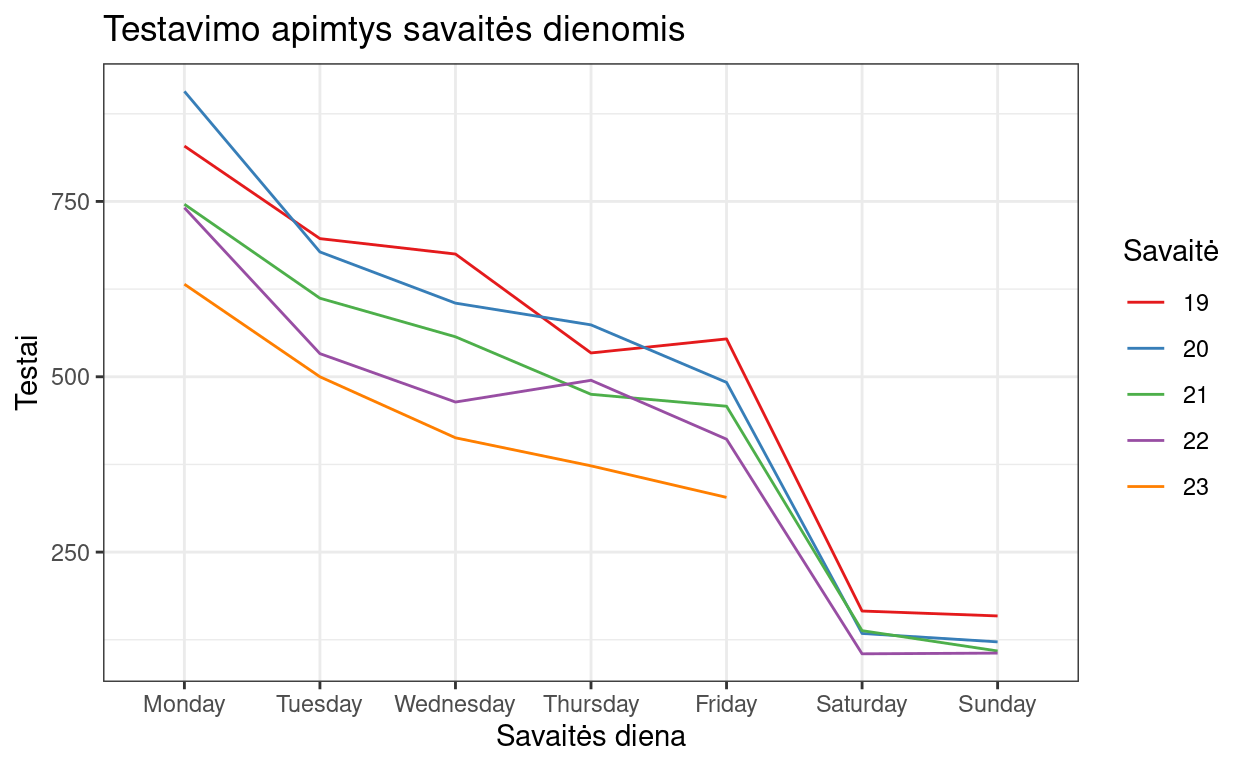 Testavimo apimtys savaitės dienomis
Testai
750
500
250
Monday Tuesday Wednesday Thursday Friday Saturday Sunday
Savaitės diena
Savaitė
19
20
21
22
23